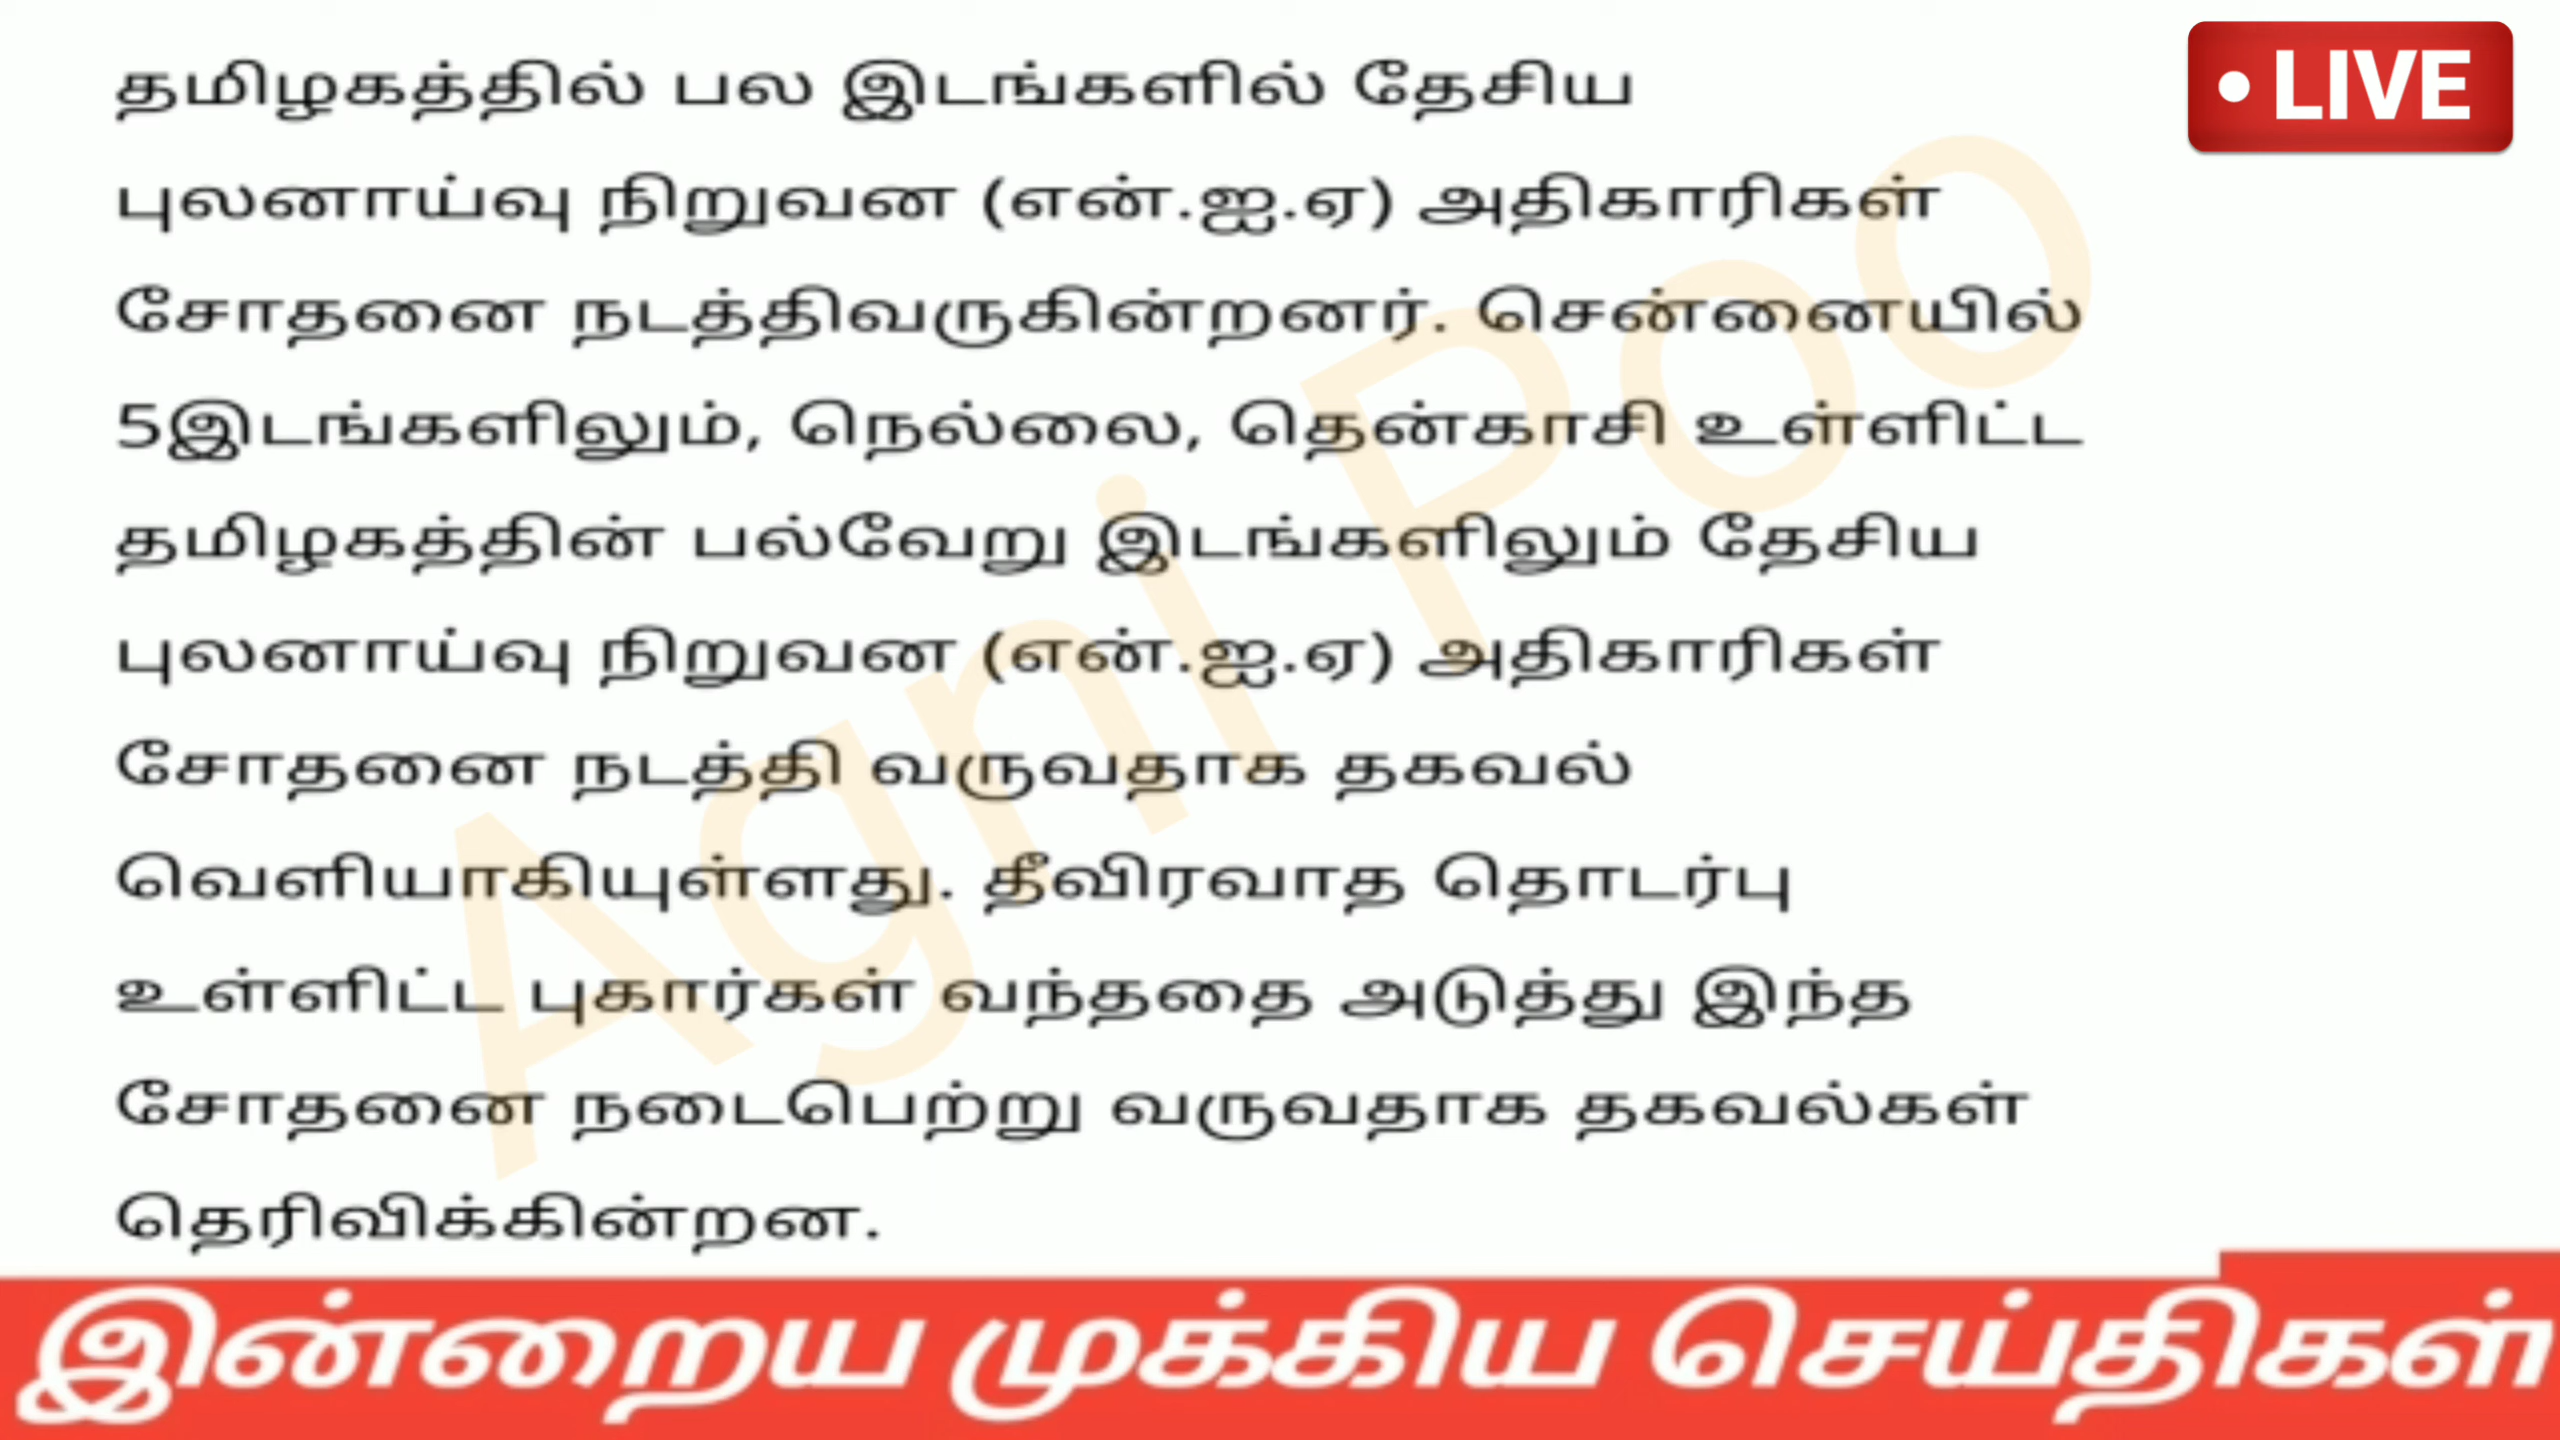 தமிழகத்தில் பல இடங்களில் தேசிய
புலனாய்வு நிறுவன (என்.ஐ.ஏ) அதிகாரிகள்
சோதனை நடத்திவருகின்றனர். சென்னையில்
5இடங்களிலும், நெல்லை, தென்காசி உள்ளிட்ட
தமிழகத்தின் பல்வேறு இடங்களிலும் தேசிய
புலனாய்வு நிறுவன (என்.ஐ.ஏ) அதிகாரிகள்
சோதனை நடத்தி வருவதாக தகவல்
வெளியாகியுள்ளது. தீவிரவாத தொடர்பு
உள்ளிட்ட புகார்கள் வந்ததை அடுத்து இந்த
சோதனை நடைபெற்று வருவதாக தகவல்கள்
தெரிவிக்கின்றன.
• LIVE
Agni Poo
இன்றைய முக்கிய செய்திகள்